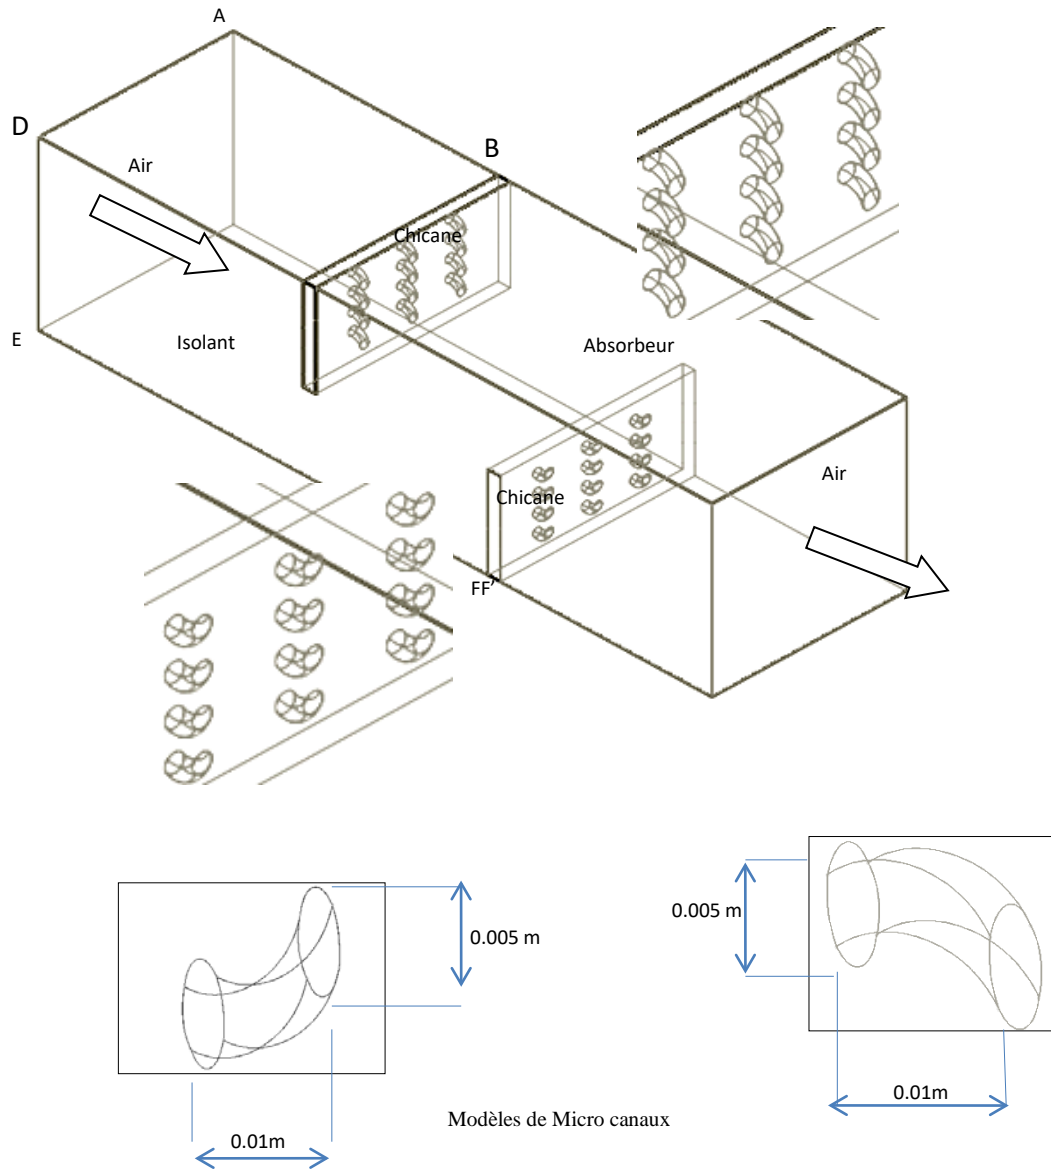 A
D
B
Air
Chicane
E
Isolant
Absorbeur
Air
Chicane
FF'
0.005 m
0.005 m
0.01m
Modèles de Micro canaux
0.01m